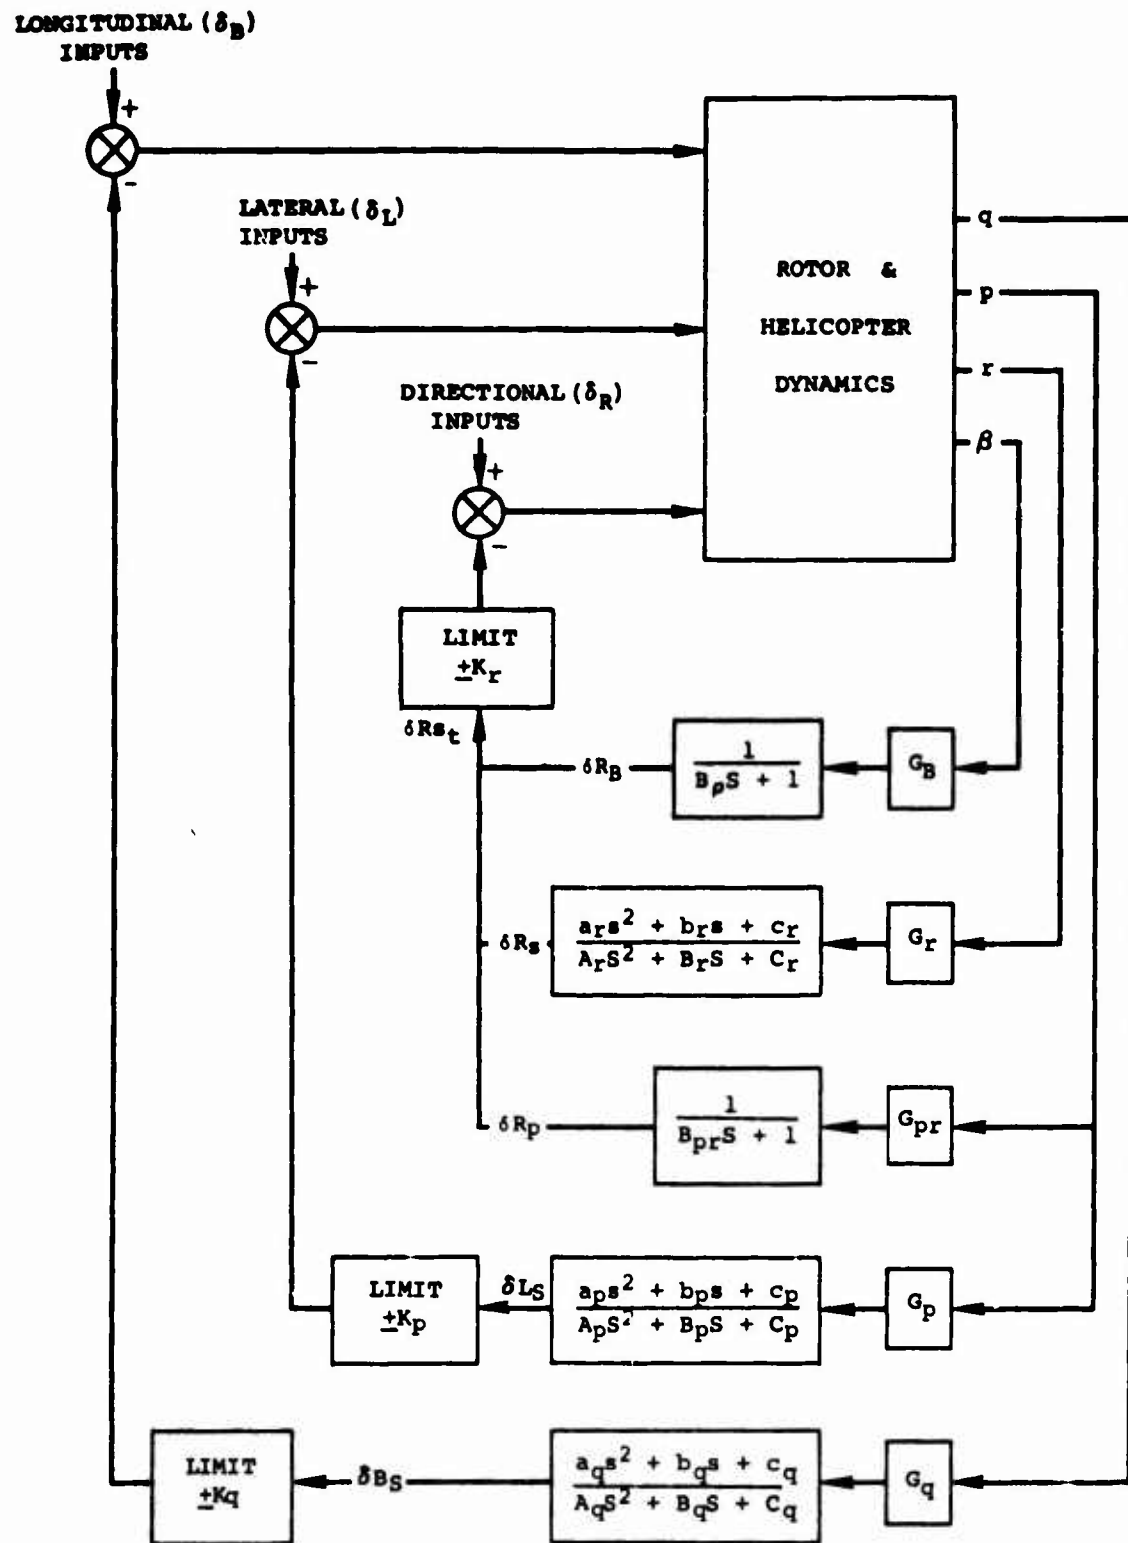 LONGITUDINAL (δB)
INPUTS
+
-
LATERAL (δL)
INPUTS
+
-
DIRECTIONAL (δR)
INPUTS
+
-
ROTOR &
HELICOPTER
DYNAMICS
q
p
r
β
LIMIT
±Kr
δRst
δRB
1
BβS + 1
GB
δRs
ars² + brs + cr
ArS² + BrS + Cr
Gr
δRp
1
BprS + 1
Gpr
LIMIT
±Kp
δLS
aps² + bps + cp
ApS² + BpS + Cp
Gp
LIMIT
±Kq
δBS
aqs² + bqs + cq
AqS² + BqS + Cq
Gq